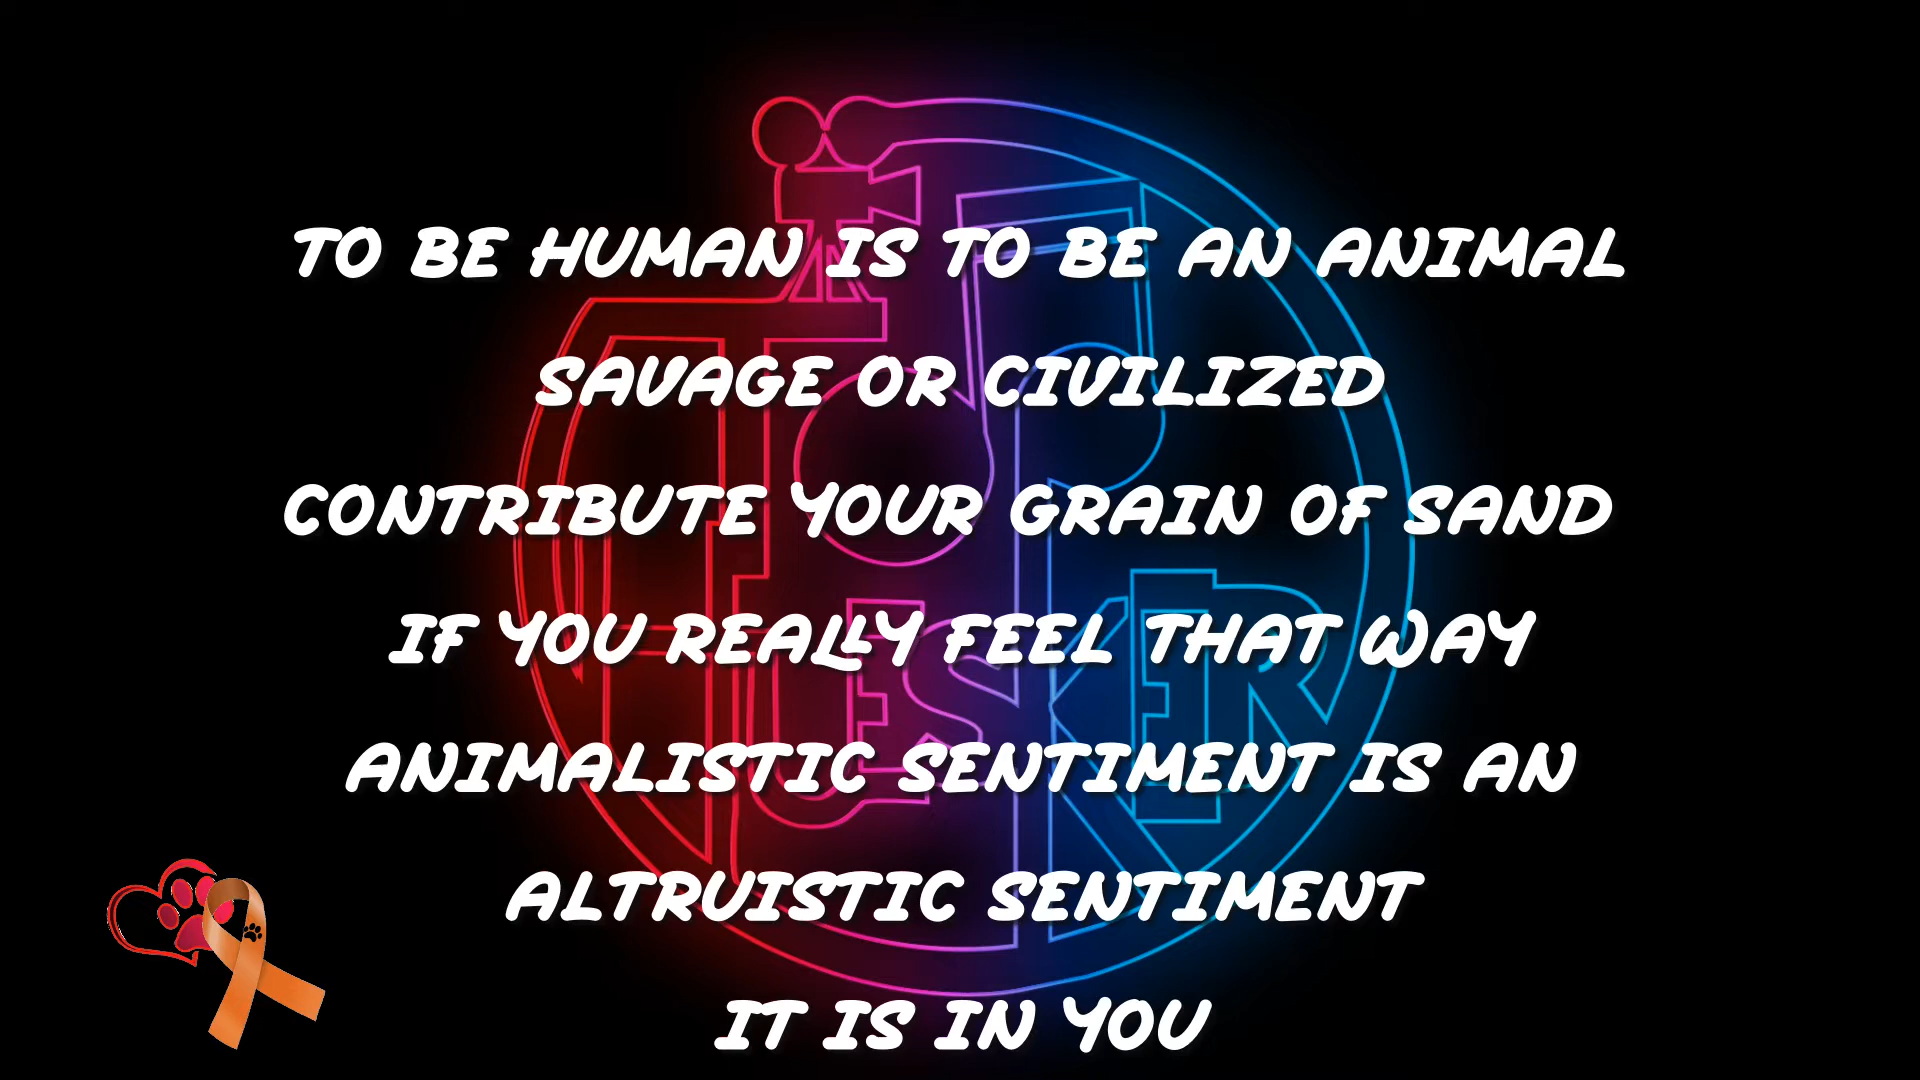 TO BE HUMAN IS TO BE AN ANIMAL
SAVAGE OR CIVILIZED
CONTRIBUTE YOUR GRAIN OF SAND
IF YOU REALLY FEEL THAT WAY
ANIMALISTIC SENTIMENT IS AN
ALTRUISTIC SENTIMENT
IT IS IN YOU